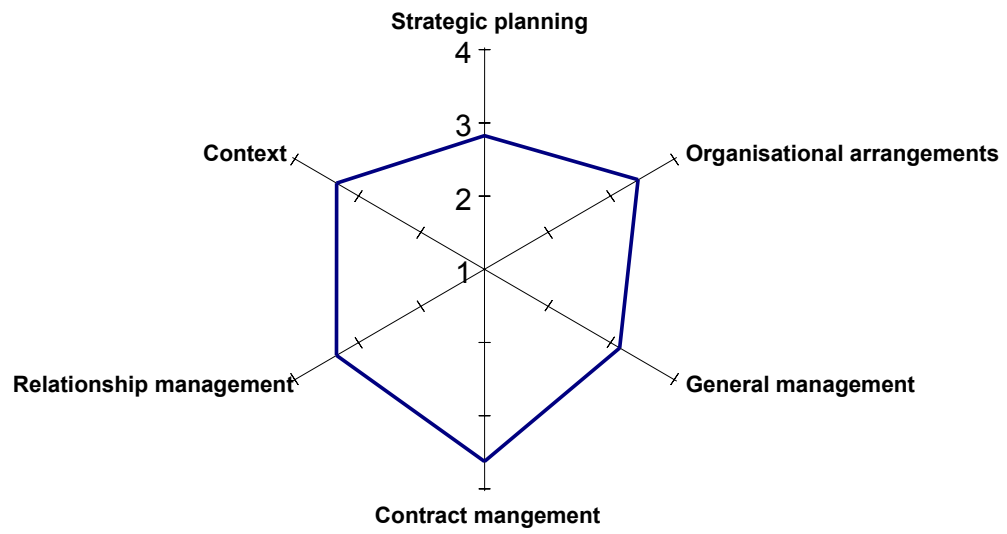 Strategic planning
4
3
2
1
Context
Organisational arrangements
Relationship management
General management
Contract mangement